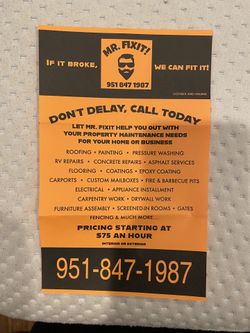 IF IT BROKE,
MR. FIXIT!
951 847 1987
WE CAN FIT IT!
LICENSE AND INSURED
DON'T DELAY, CALL TODAY
LET MR. FIXIT HELP YOU OUT WITH
YOUR PROPERTY MAINTENANCE NEEDS
FOR YOUR HOME OR BUSINESS
ROOFING • PAINTING • PRESSURE WASHING
RV REPAIRS • CONCRETE REPAIRS • ASPHALT SERVICES
FLOORING • COATINGS • EPOXY COATING
CARPORTS • CUSTOM MAILBOXES • FIRE & BARBECUE PITS
ELECTRICAL • APPLIANCE INSTALLMENT
CARPENTRY WORK • DRYWALL WORK
FURNITURE ASSEMBLY • SCREENED-IN ROOMS • GATES
FENCING & MUCH MORE...
PRICING STARTING AT
$75 AN HOUR
INTERIOR OR EXTERIOR
951-847-1987